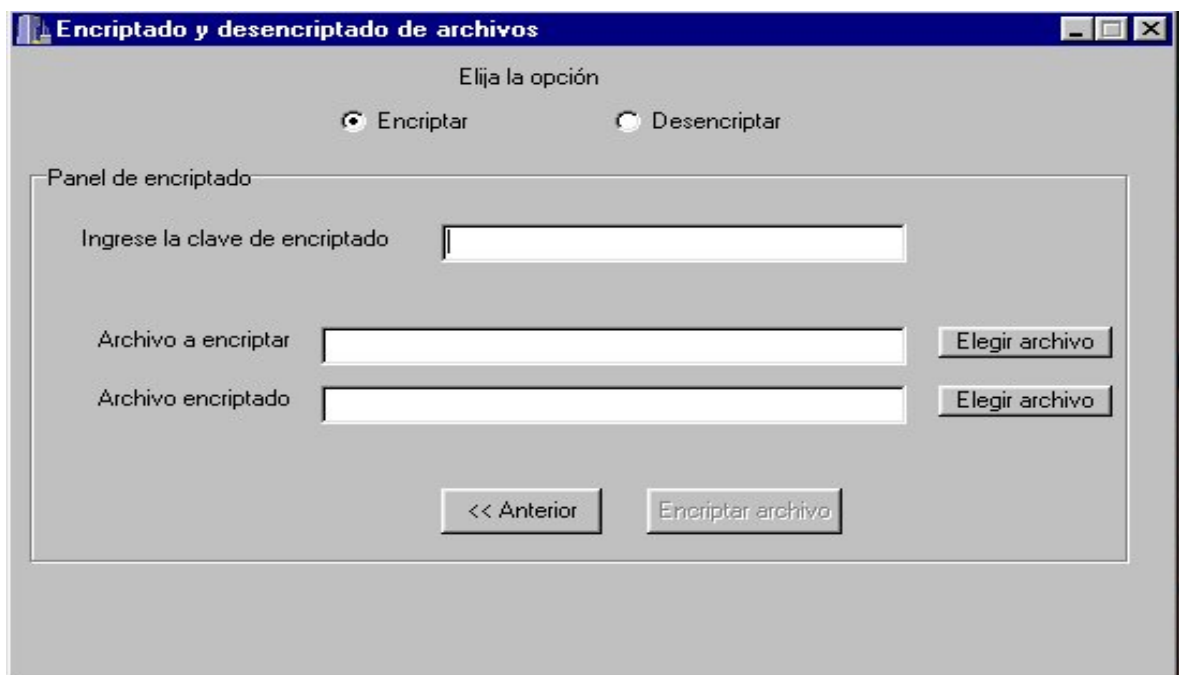 Encriptado y desencriptado de archivos
Elija la opción
Encriptar Desencriptar
Panel de encriptado
Ingrese la clave de encriptado
Archivo a encriptar Elegir archivo
Archivo encriptado Elegir archivo
<< Anterior Encriptar archivo